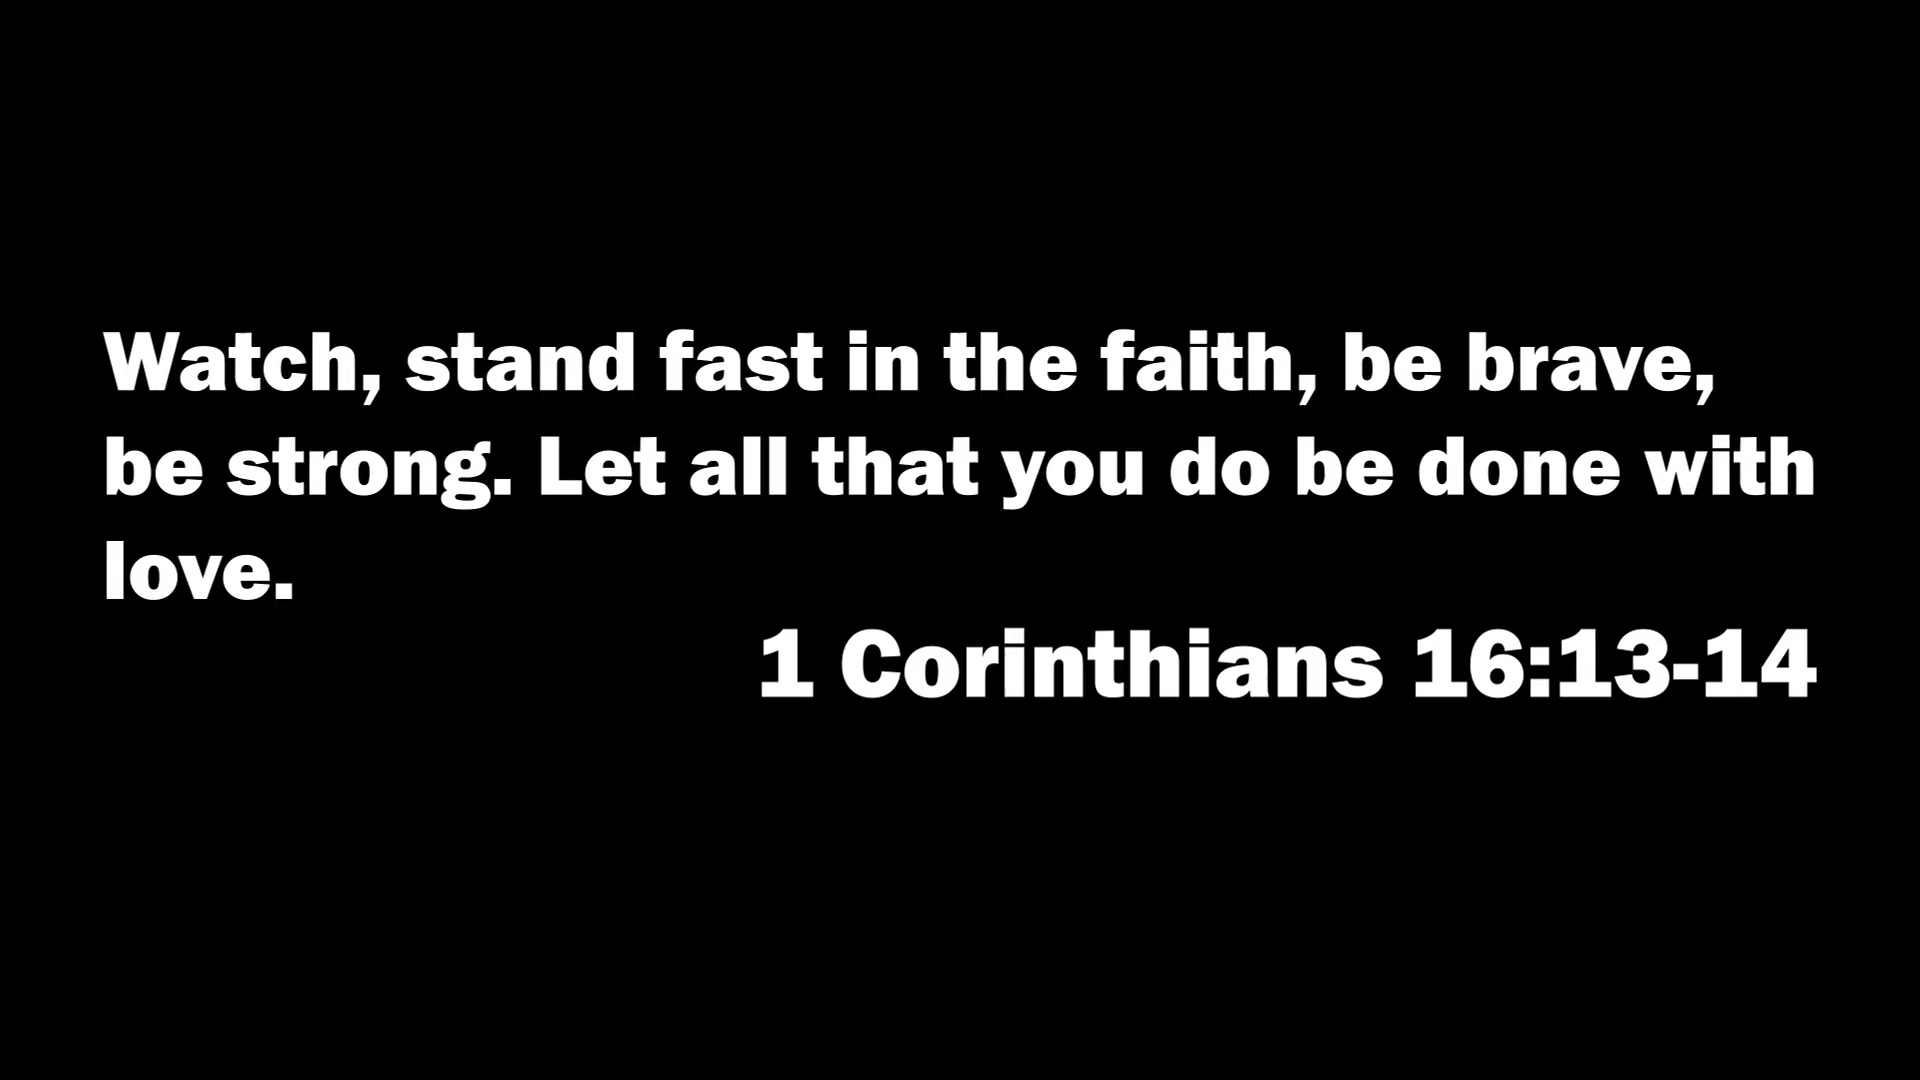 Watch, stand fast in the faith, be brave,
be strong. Let all that you do be done with
love.
1 Corinthians 16:13-14